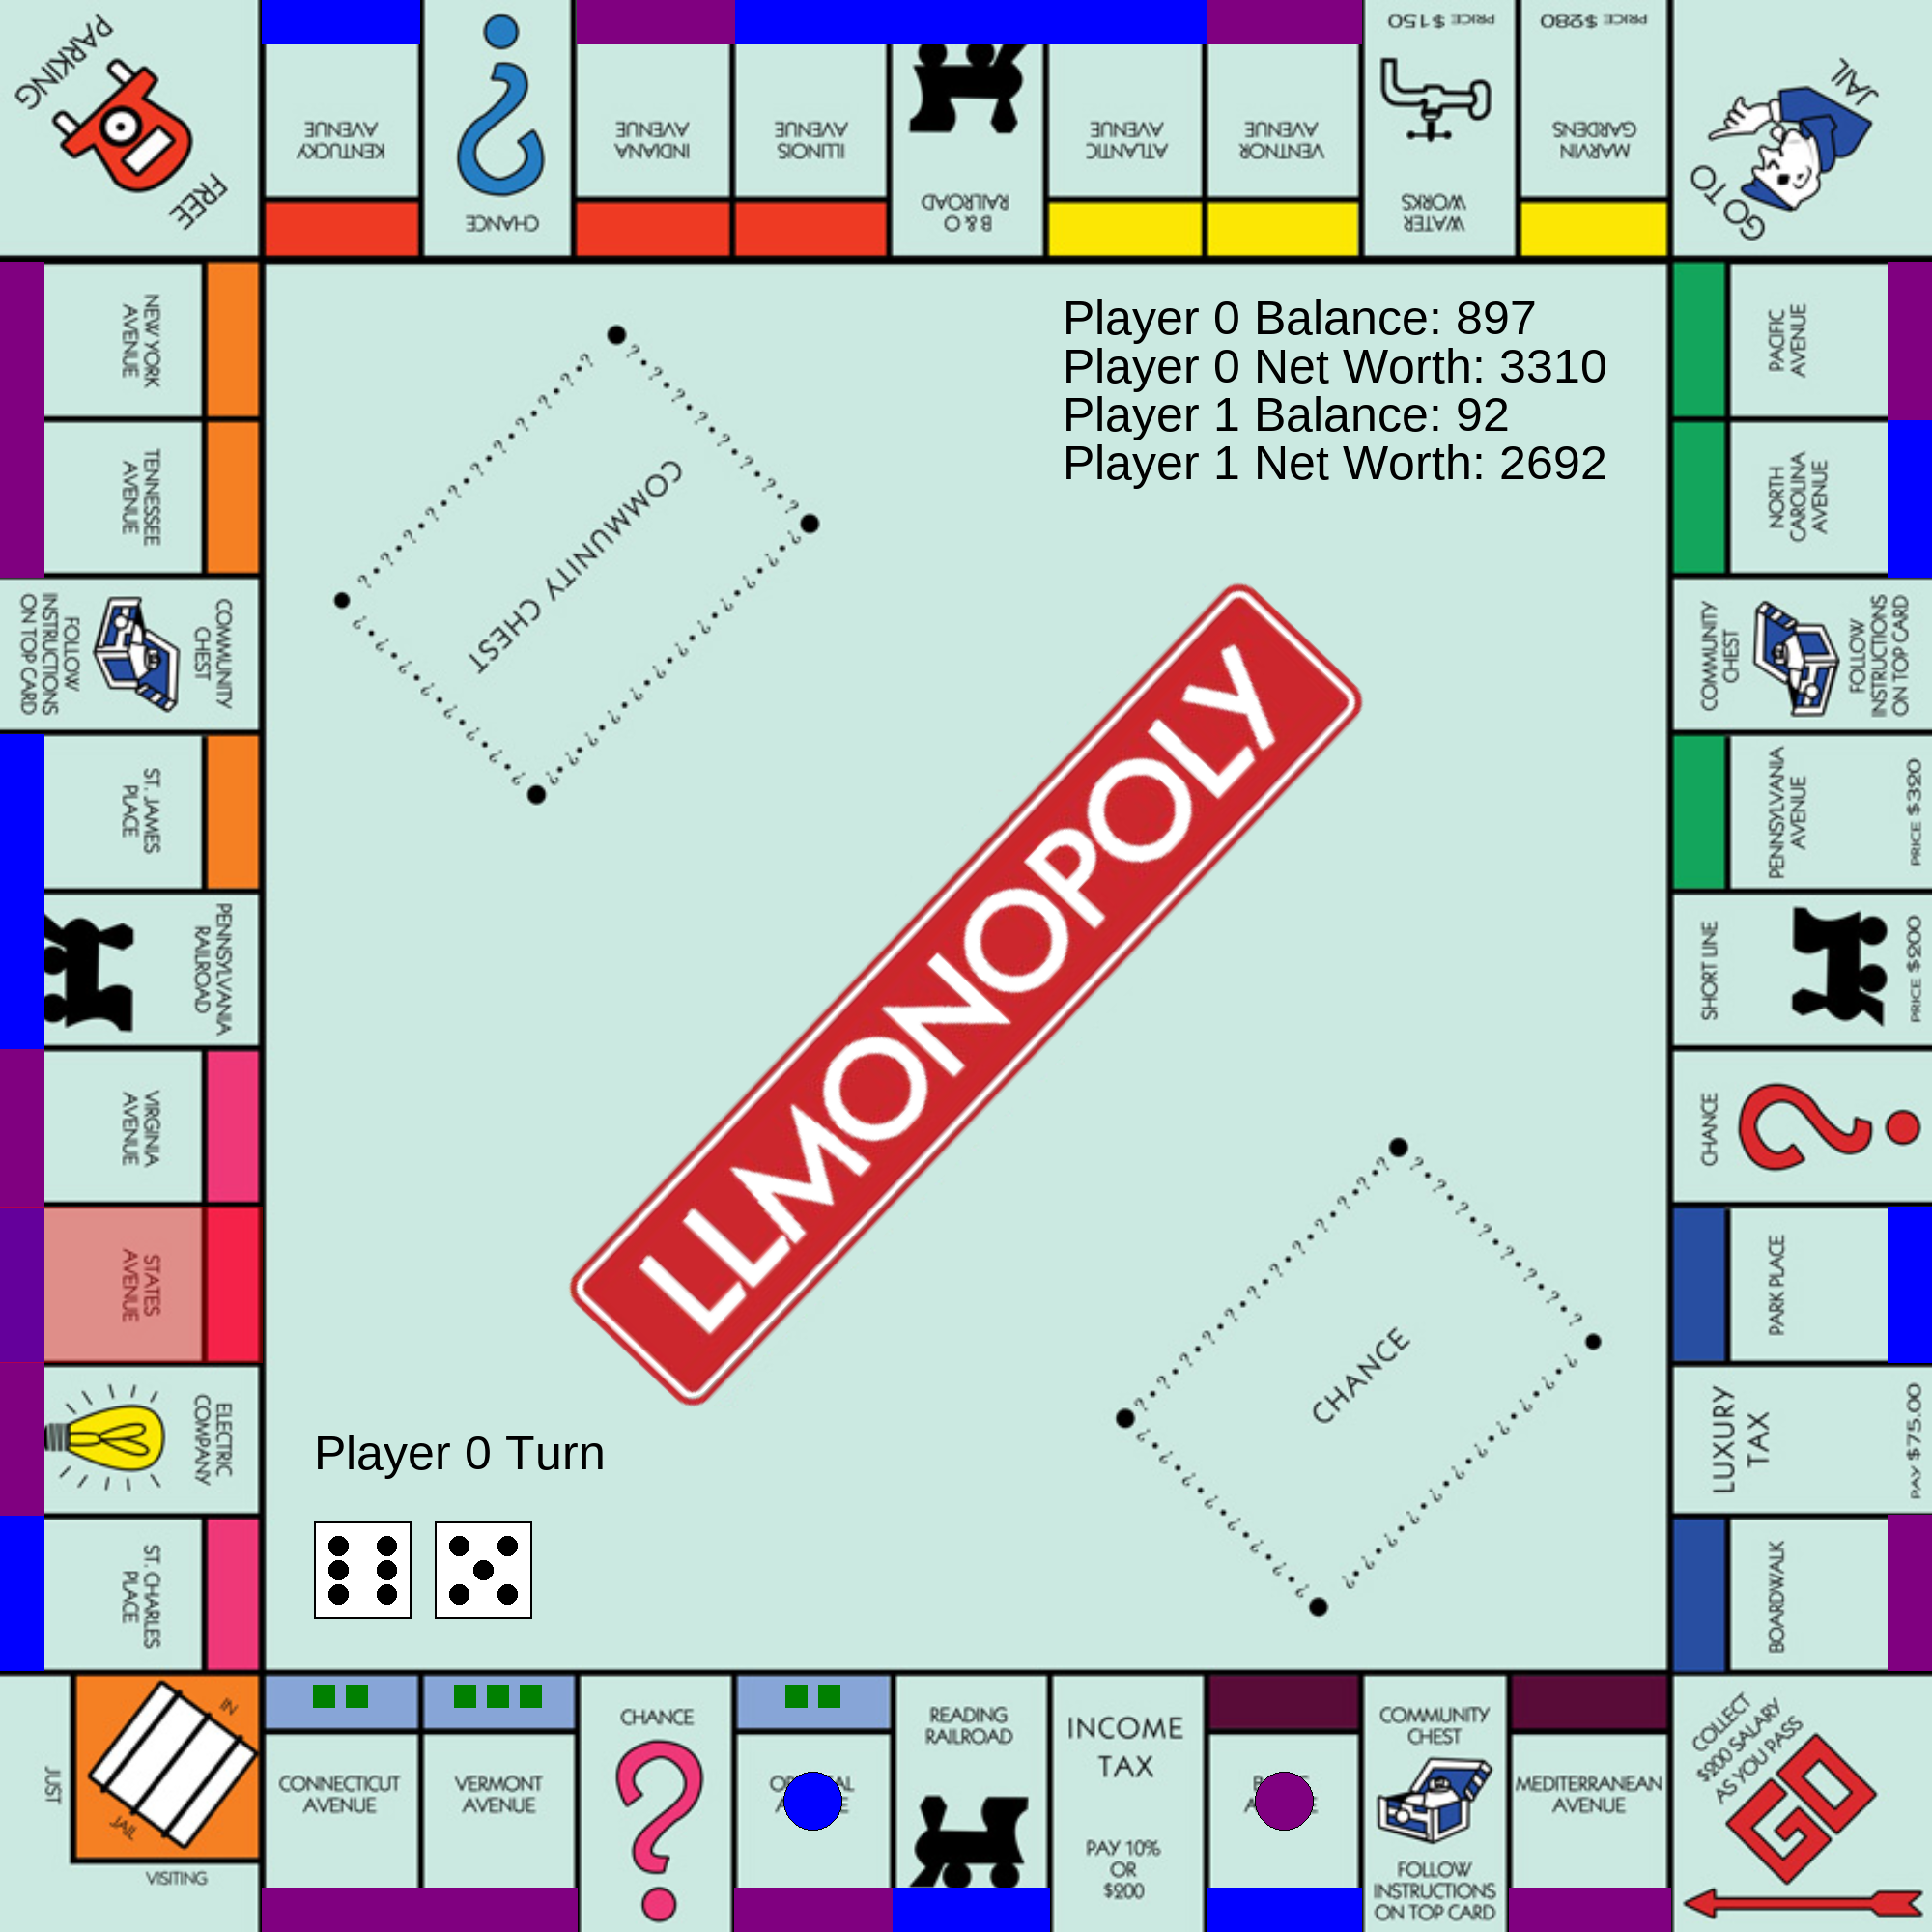 FREE
PARKING
KENTUCKY
AVENUE
CHANCE
INDIANA
AVENUE
ILLINOIS
AVENUE
B & O
RAILROAD
ATLANTIC
AVENUE
VENTNOR
AVENUE
WATER
WORKS
PRICE $150
MARVIN
GARDENS
PRICE $280
GO TO
JAIL
NEW YORK
AVENUE
TENNESSEE
AVENUE
COMMUNITY
CHEST
FOLLOW
INSTRUCTIONS
ON TOP CARD
ST. JAMES
PLACE
PENNSYLVANIA
RAILROAD
VIRGINIA
AVENUE
STATES
AVENUE
ELECTRIC
COMPANY
ST. CHARLES
PLACE
Player 0 Balance: 897
Player 0 Net Worth: 3310
Player 1 Balance: 92
Player 1 Net Worth: 2692
COMMUNITY CHEST
LLMONOPOLY
CHANCE
Player 0 Turn
PACIFIC
AVENUE
NORTH
CAROLINA
AVENUE
COMMUNITY
CHEST
FOLLOW
INSTRUCTIONS
ON TOP CARD
PENNSYLVANIA
AVENUE
PRICE $320
SHORT LINE
PRICE $200
CHANCE
PARK PLACE
LUXURY
TAX
PAY $75.00
BOARDWALK
JUST
VISITING
IN
JAIL
CONNECTICUT
AVENUE
VERMONT
AVENUE
CHANCE
READING
RAILROAD
INCOME
TAX
PAY 10%
OR
$200
COMMUNITY
CHEST
FOLLOW
INSTRUCTIONS
ON TOP CARD
MEDITERRANEAN
AVENUE
COLLECT
$200 SALARY
AS YOU PASS
GO